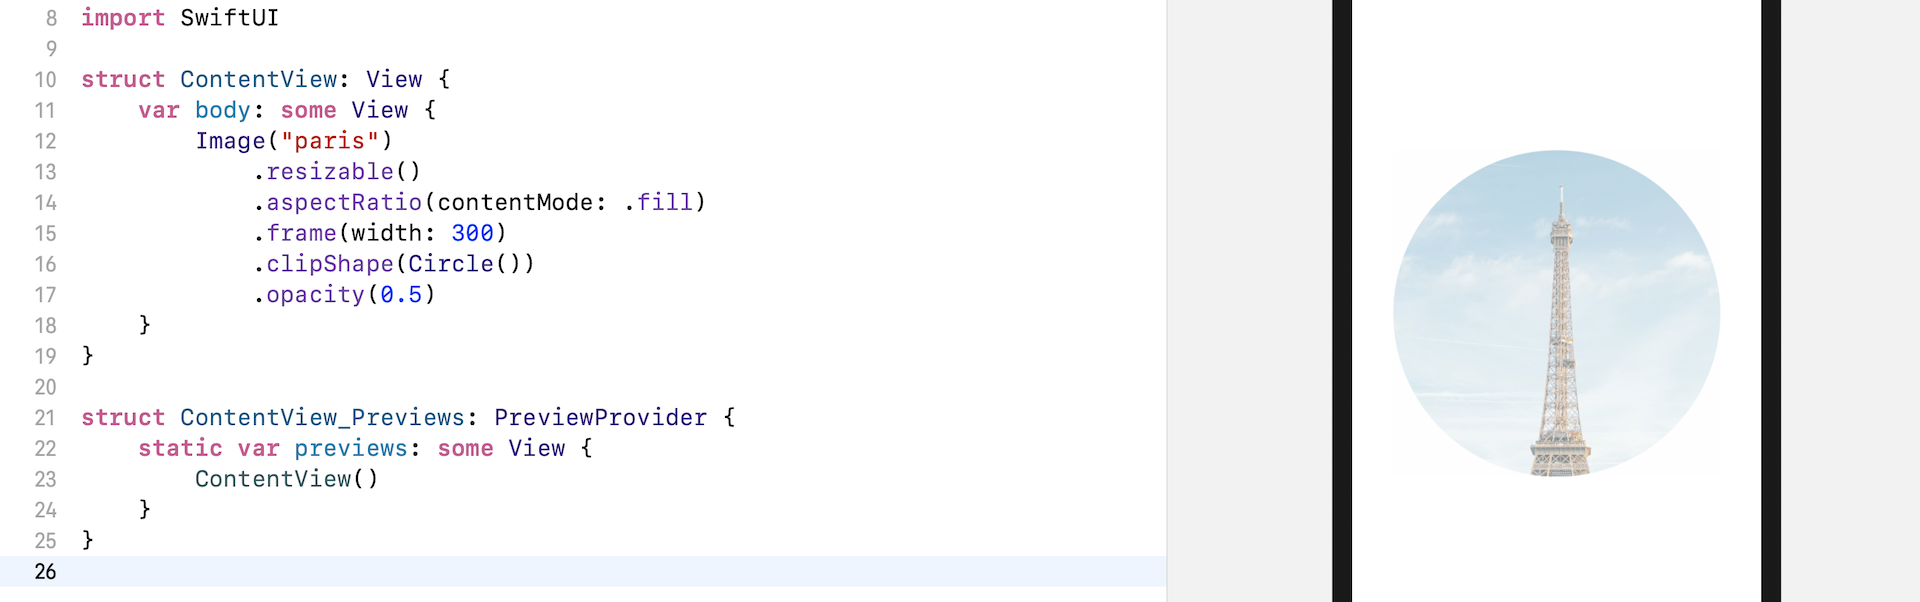 8 import SwiftUI
9
10 struct ContentView: View {
11     var body: some View {
12         Image("paris")
13             .resizable()
14             .aspectRatio(contentMode: .fill)
15             .frame(width: 300)
16             .clipShape(Circle())
17             .opacity(0.5)
18     }
19 }
20
21 struct ContentView_Previews: PreviewProvider {
22     static var previews: some View {
23         ContentView()
24     }
25 }
26